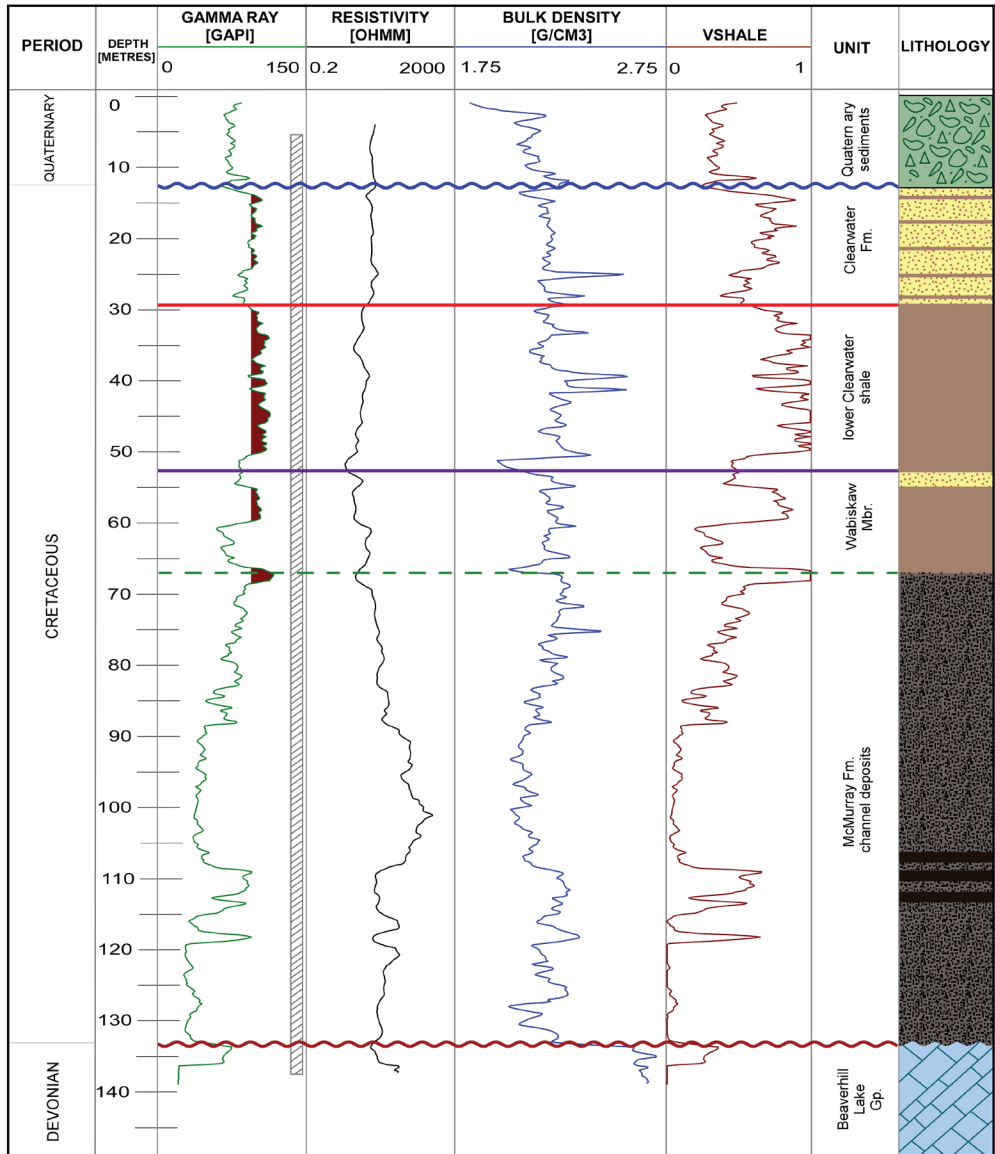 PERIOD
DEPTH
[METRES]
GAMMA RAY
[GAPI]
0 150
RESISTIVITY
[OHMM]
0.2 2000
BULK DENSITY
[G/CM3]
1.75 2.75
VSHALE
0 1
UNIT
LITHOLOGY
QUATERNARY
CRETACEOUS
DEVONIAN
0
10
20
30
40
50
60
70
80
90
100
110
120
130
140
Quatern ary
sediments
Clearwater
Fm.
lower Clearwater
shale
Wabiskaw
Mbr.
McMurray Fm.
channel deposits
Beaverhill
Lake
Gp.